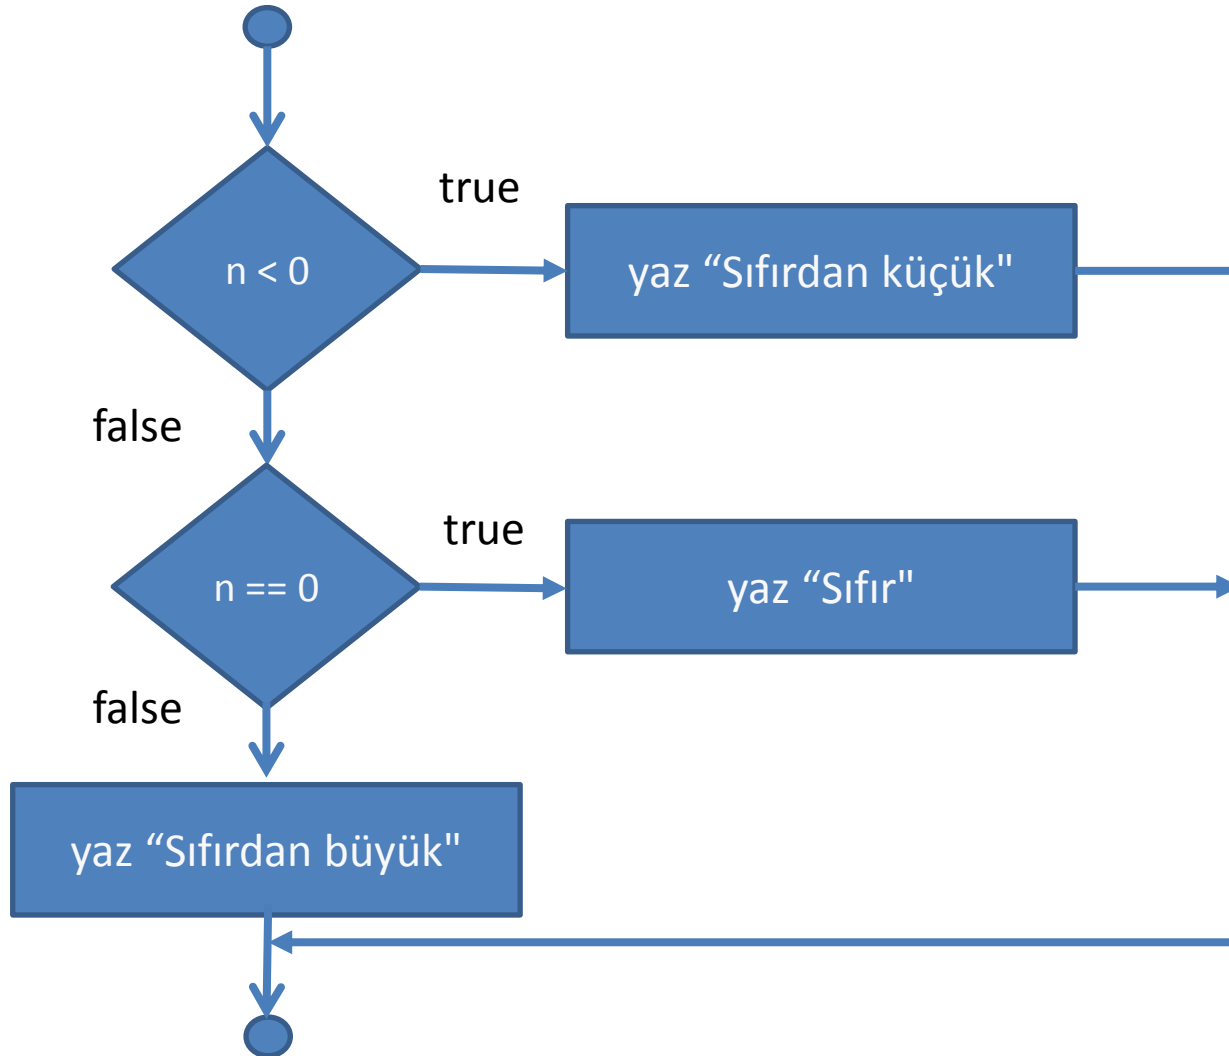 true
n < 0
yaz “Sıfırdan küçük"
false
true
n == 0
yaz “Sıfır"
false
yaz “Sıfırdan büyük"